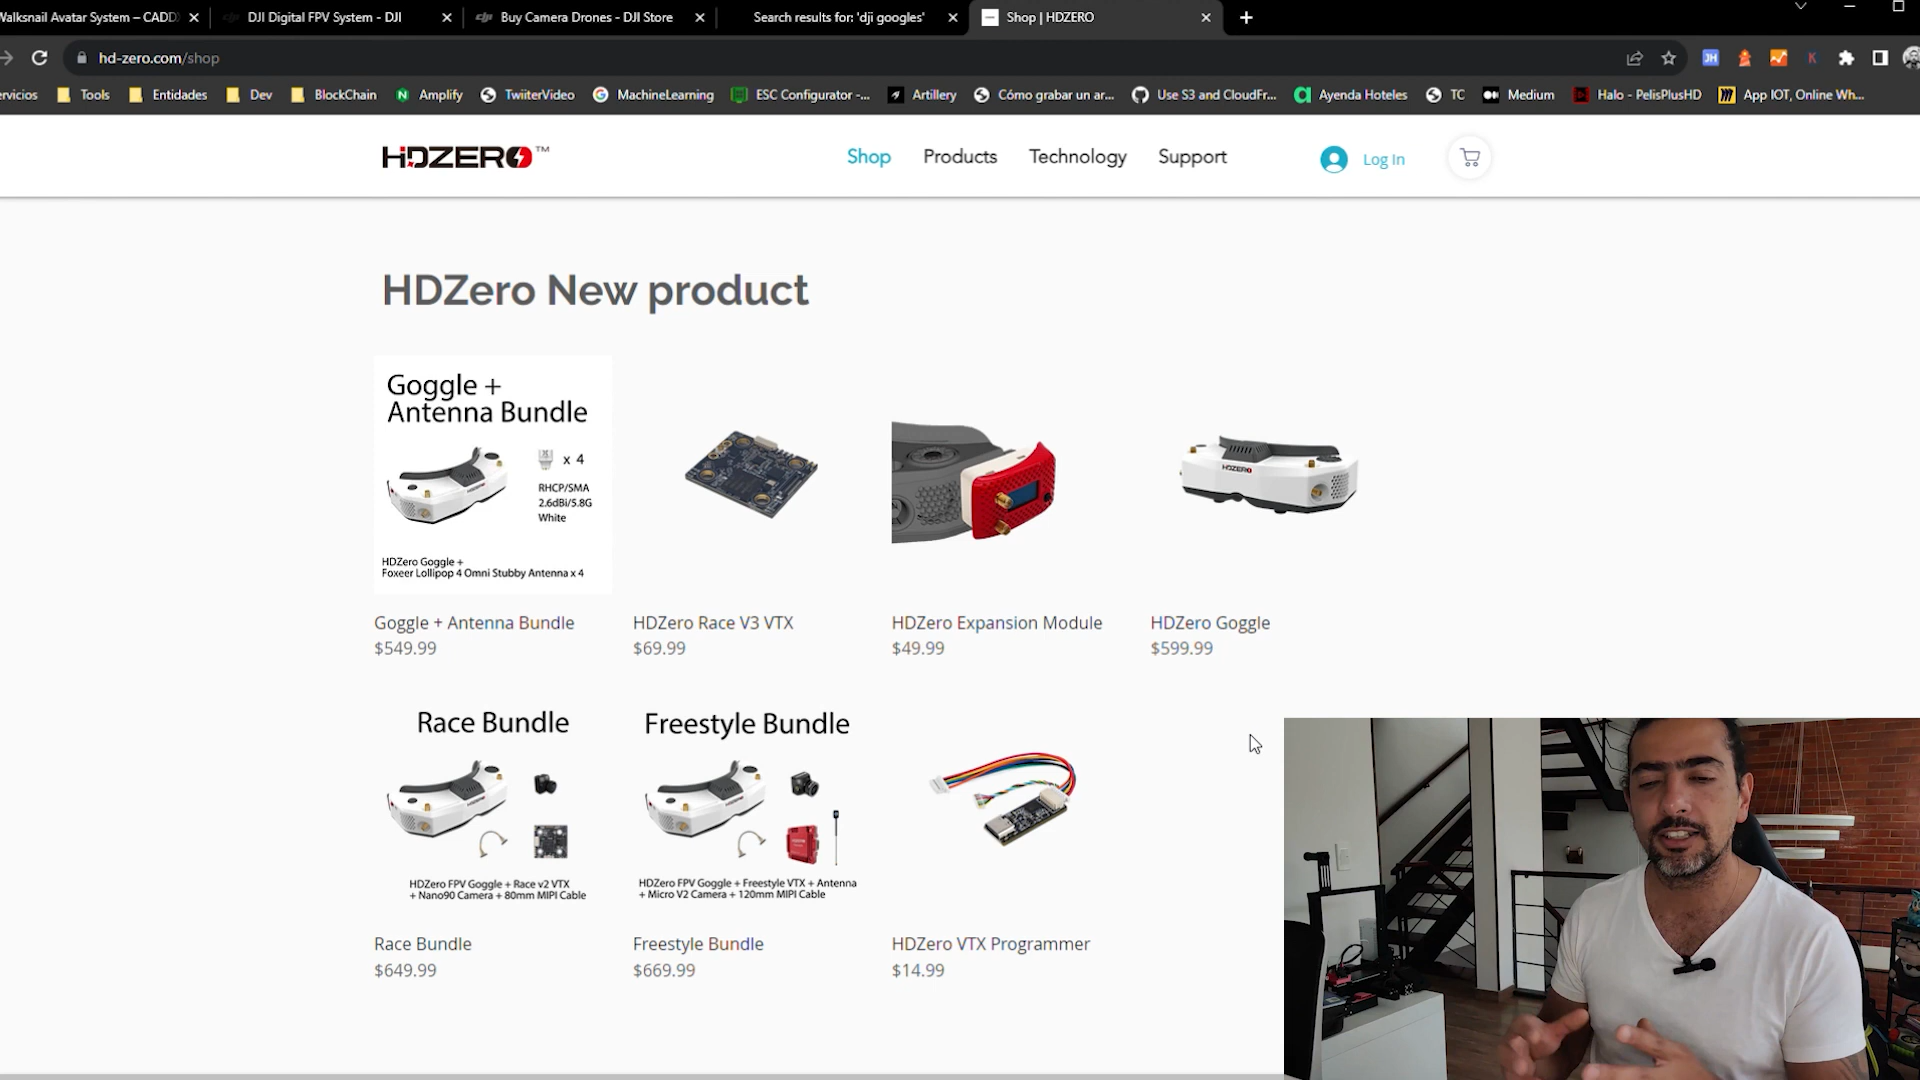 Walksnail Avatar System – CADD
DJI Digital FPV System - DJI
Buy Camera Drones - DJI Store
Search results for: 'dji googles'
Shop | HDZERO
hd-zero.com/shop
ervicios
Tools
Entidades
Dev
BlockChain
Amplify
TwiiterVideo
MachineLearning
ESC Configurator -...
Artillery
Cómo grabar un ar...
Use S3 and CloudFr...
Ayenda Hoteles
TC
Medium
Halo - PelisPlusHD
App IOT, Online Wh...
HDZERO™
Shop
Products
Technology
Support
Log In
HDZero New product
Goggle +
Antenna Bundle
x 4
RHCP/SMA
2.6dBi/5.8G
White
HDZero Goggle +
Foxeer Lollipop 4 Omni Stubby Antenna x 4
HDZERO
Goggle + Antenna Bundle
$549.99
HDZero Race V3 VTX
$69.99
HDZero Expansion Module
$49.99
HDZero Goggle
$599.99
Race Bundle
HDZero FPV Goggle + Race v2 VTX
+ Nano90 Camera + 80mm MIPI Cable
Freestyle Bundle
HDZero FPV Goggle + Freestyle VTX + Antenna
+ Micro V2 Camera + 120mm MIPI Cable
Race Bundle
$649.99
Freestyle Bundle
$669.99
HDZero VTX Programmer
$14.99